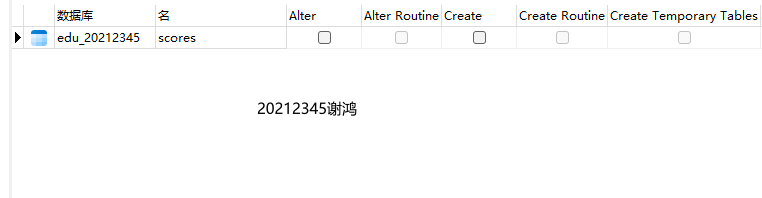 数据库 名 Alter Alter Routine Create Create Routine Create Temporary Tables
edu_20212345 scores
20212345谢鸿